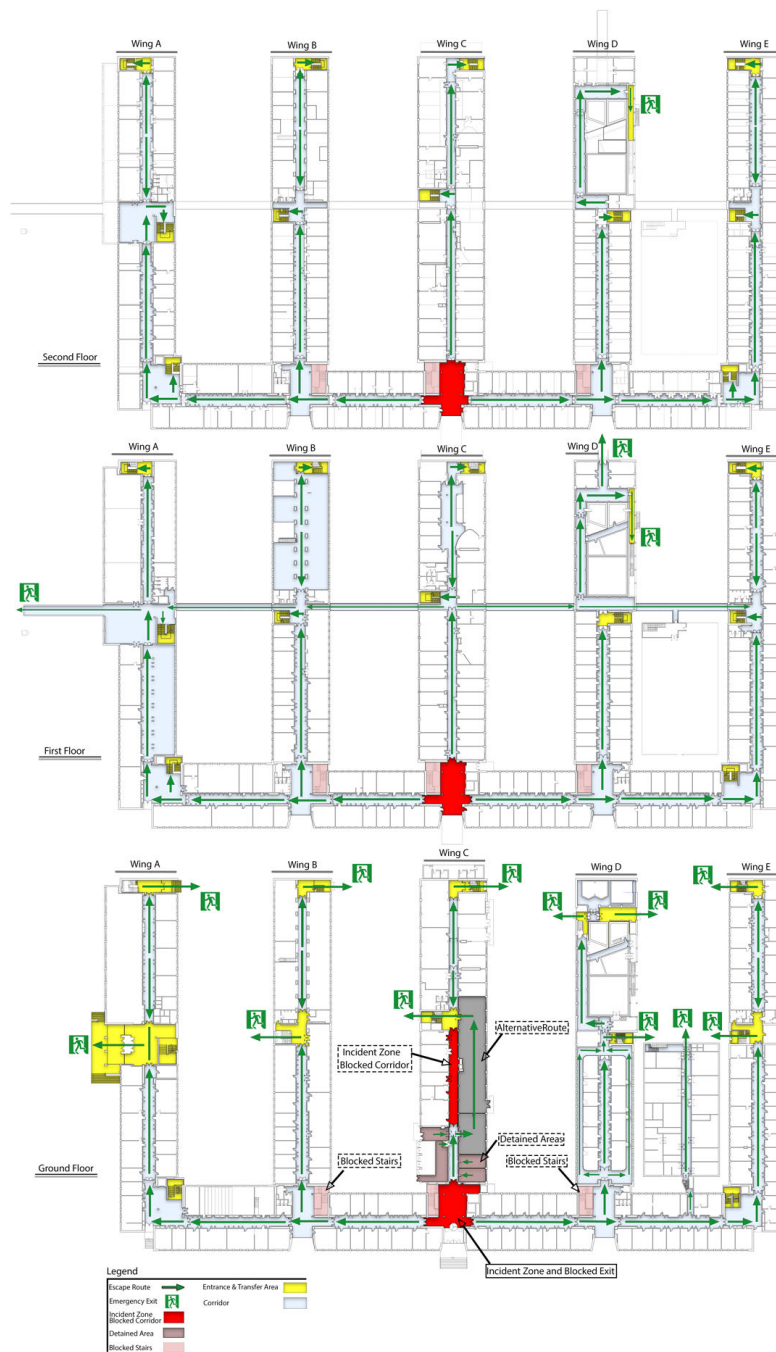 Wing A
Wing B
Wing C
Wing D
Wing E
Second Floor
Wing A
Wing B
Wing C
Wing D
Wing E
First Floor
Wing A
Wing B
Wing C
Wing D
Wing E
AlternativeRoute
Incident Zone
Blocked Corridor
Detained Areas
Blocked Stairs
Blocked Stairs
Ground Floor
Incident Zone and Blocked Exit
Legend
Escape Route
Entrance & Transfer Area
Emergency Exit
Corridor
Incident Zone
Blocked Corridor
Detained Area
Blocked Stairs